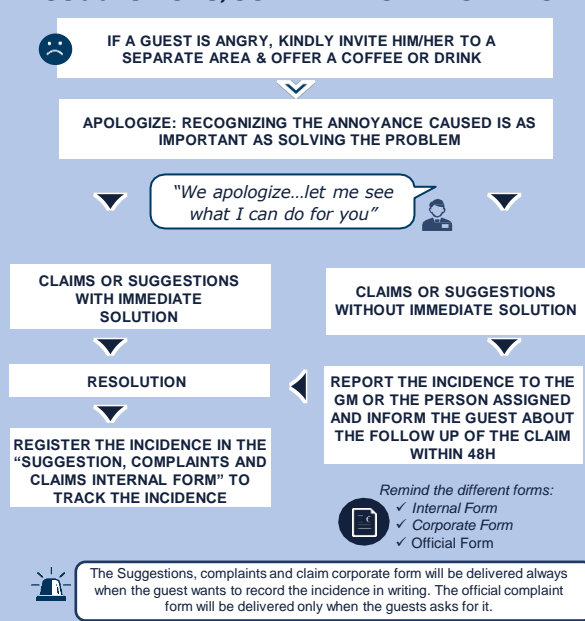 IF A GUEST IS ANGRY, KINDLY INVITE HIM/HER TO A
SEPARATE AREA & OFFER A COFFEE OR DRINK
APOLOGIZE: RECOGNIZING THE ANNOYANCE CAUSED IS AS
IMPORTANT AS SOLVING THE PROBLEM
“We apologize…let me see
what I can do for you”
CLAIMS OR SUGGESTIONS
WITH IMMEDIATE
SOLUTION
RESOLUTION
REGISTER THE INCIDENCE IN THE
“SUGGESTION, COMPLAINTS AND
CLAIMS INTERNAL FORM” TO
TRACK THE INCIDENCE
CLAIMS OR SUGGESTIONS
WITHOUT IMMEDIATE SOLUTION
REPORT THE INCIDENCE TO THE
GM OR THE PERSON ASSIGNED
AND INFORM THE GUEST ABOUT
THE FOLLOW UP OF THE CLAIM
WITHIN 48H
Remind the different forms:
✓ Internal Form
✓ Corporate Form
✓ Official Form
The Suggestions, complaints and claim corporate form will be delivered always
when the guest wants to record the incidence in writing. The official complaint
form will be delivered only when the guests asks for it.